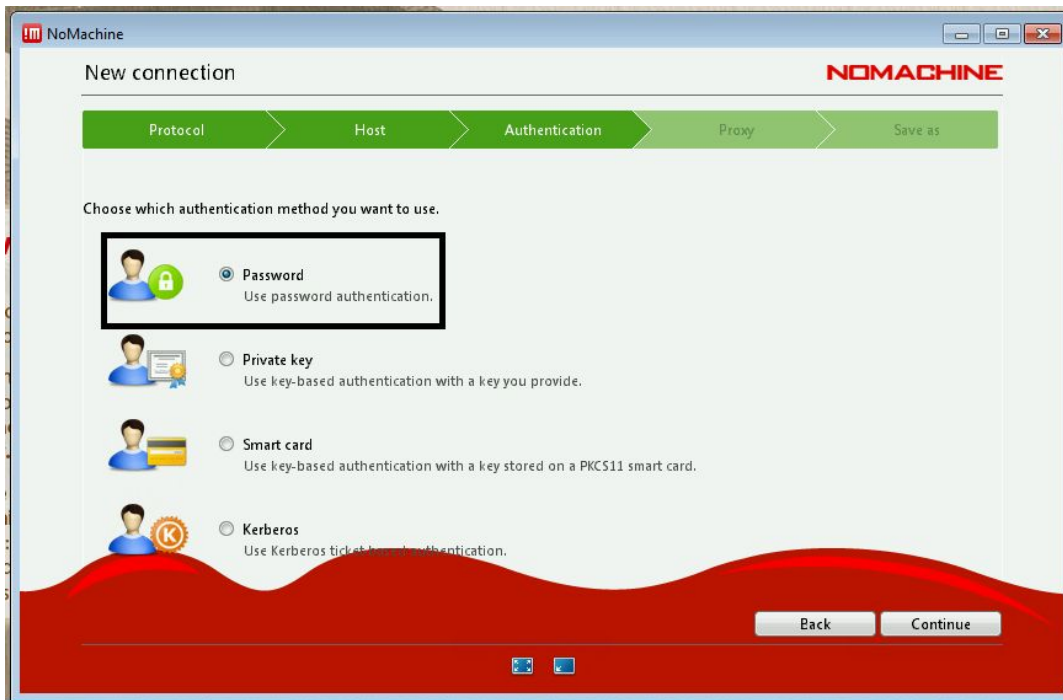 !M NoMachine
New connection
NOMACHINE
Protocol Host Authentication Proxy Save as
Choose which authentication method you want to use.
Password
Use password authentication.
Private key
Use key-based authentication with a key you provide.
Smart card
Use key-based authentication with a key stored on a PKCS11 smart card.
K
Kerberos
Use Kerberos ticket based authentication.
Back Continue